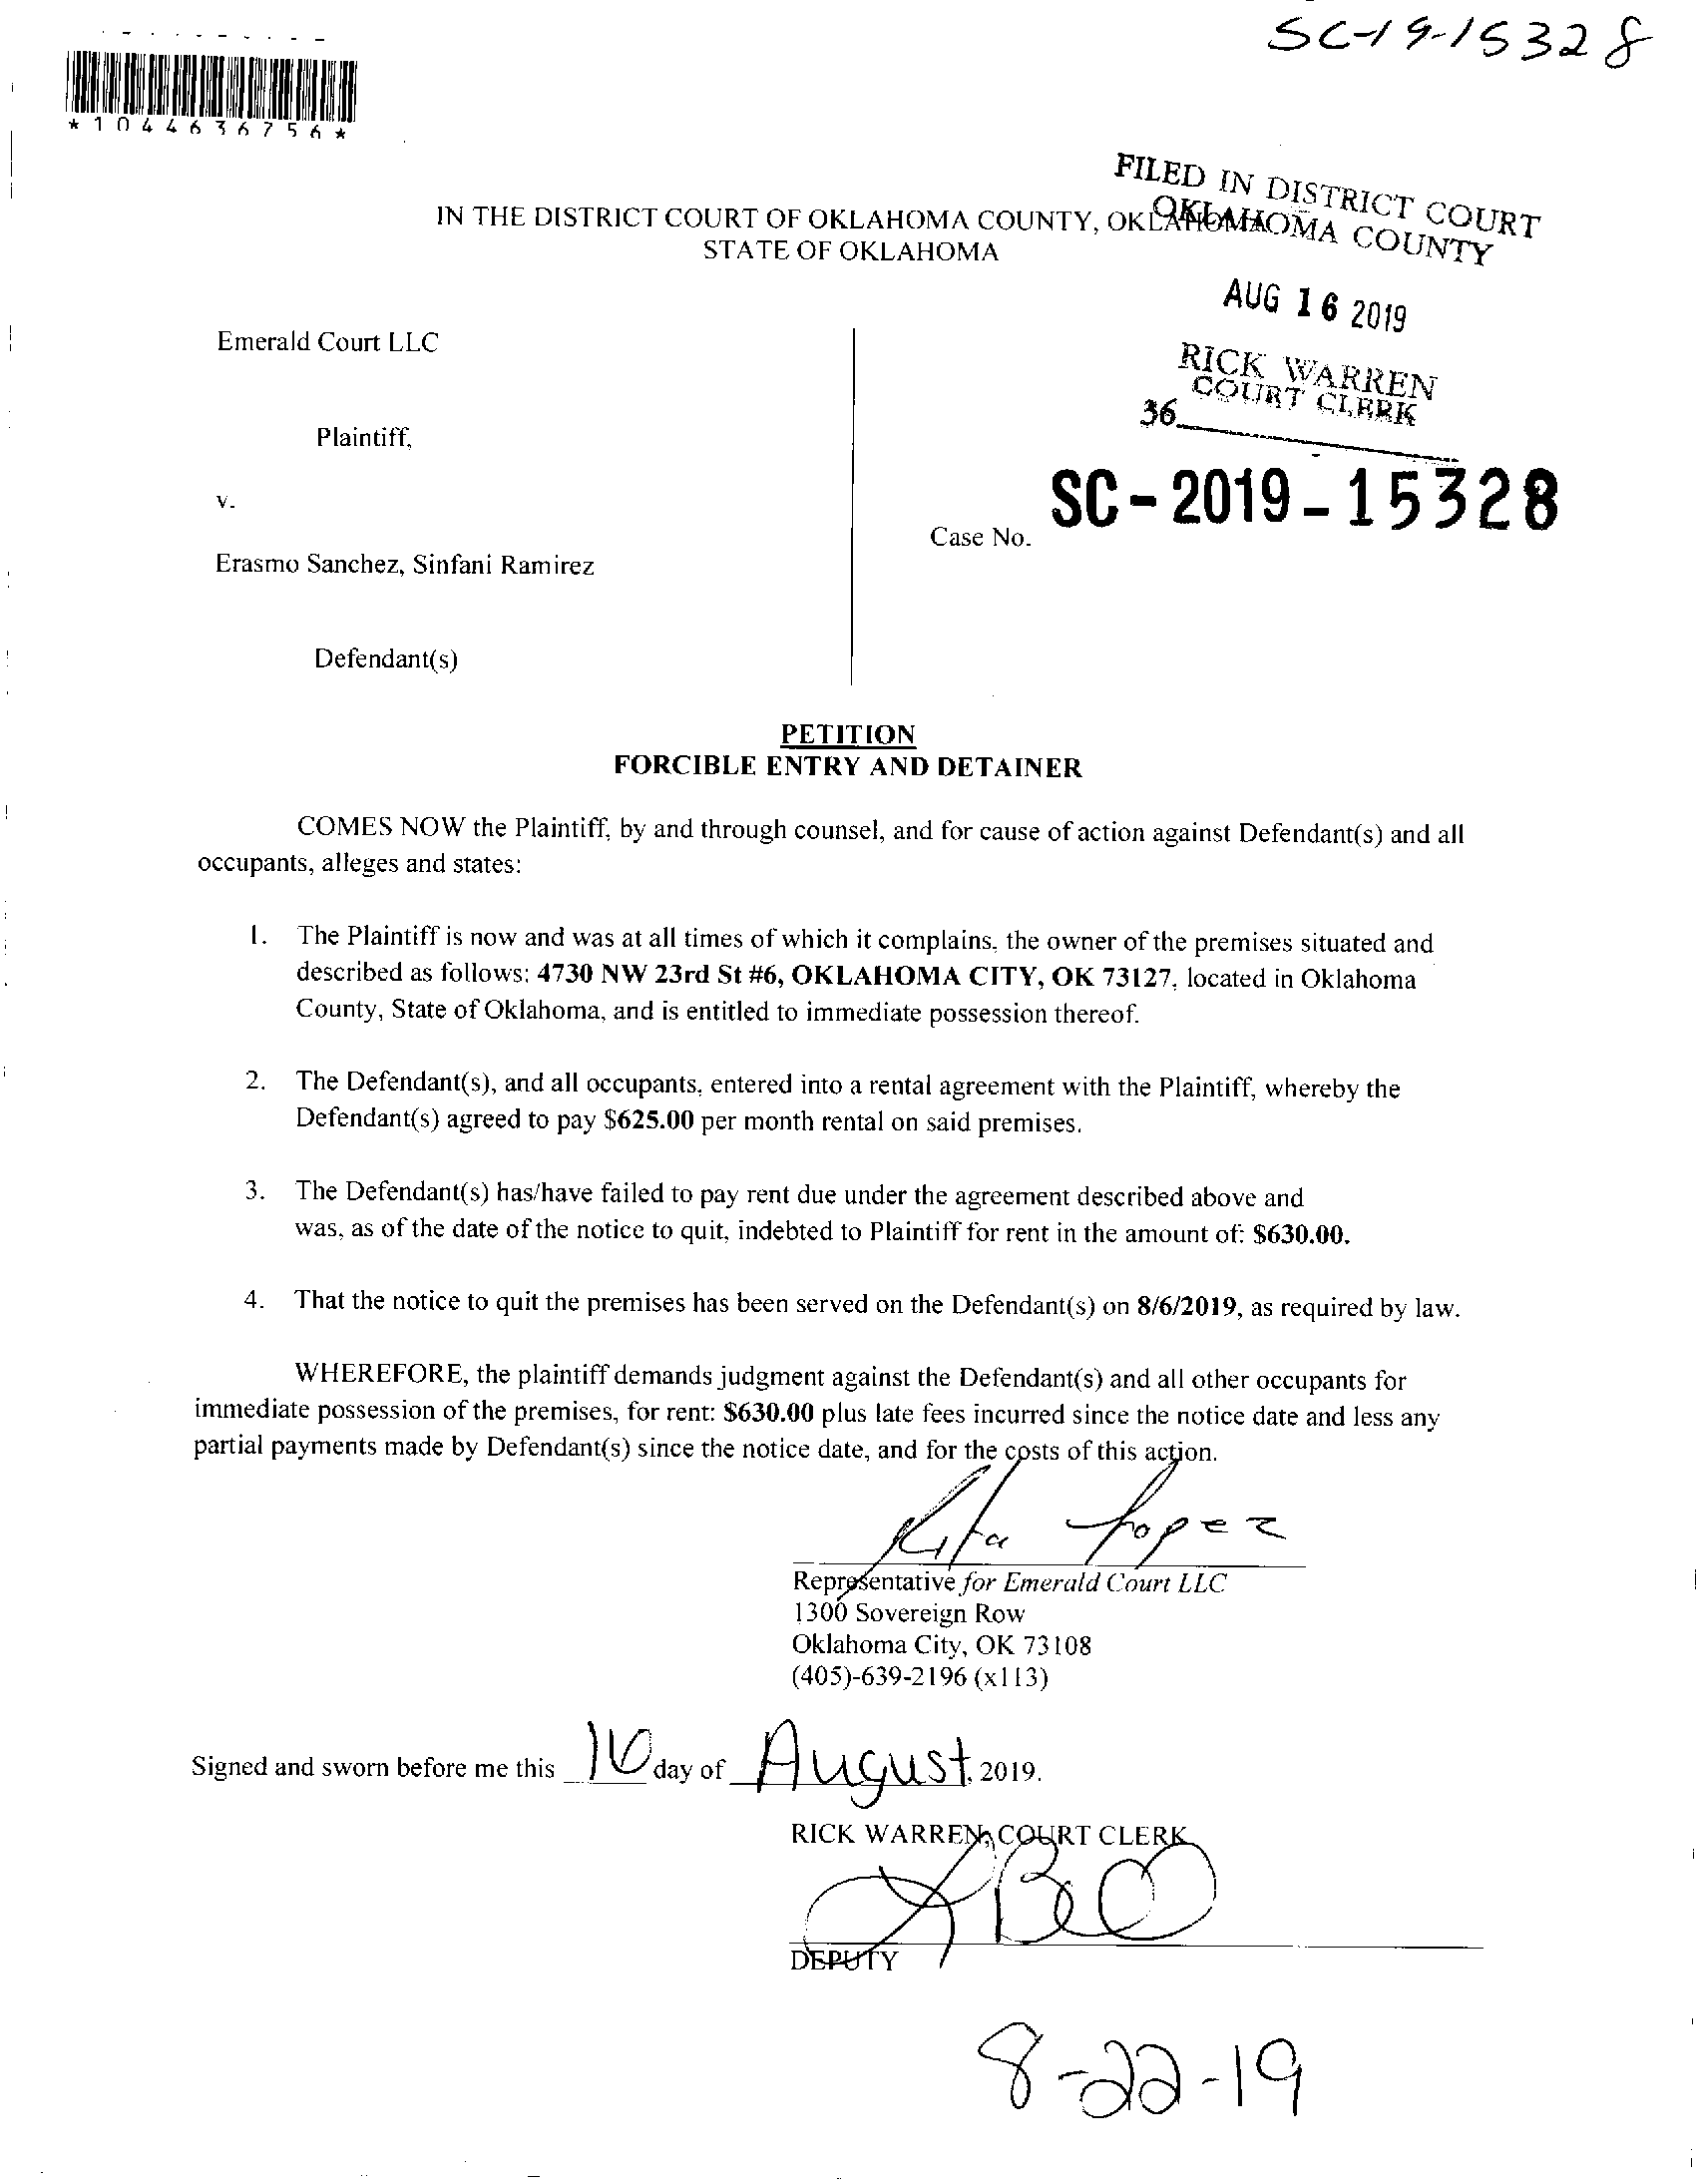 SC-19-15328
*1044636756*
FILED IN DISTRICT COURT
OKLAHOMA COUNTY
IN THE DISTRICT COURT OF OKLAHOMA COUNTY, OKLAHOMA
STATE OF OKLAHOMA
AUG 16 2019
RICK WARREN
COURT CLERK
36
Emerald Court LLC
Plaintiff,
v.
SC-2019-15328
Case No.
Erasmo Sanchez, Sinfani Ramirez
Defendant(s)
PETITION
FORCIBLE ENTRY AND DETAINER
COMES NOW the Plaintiff, by and through counsel, and for cause of action against Defendant(s) and all
occupants, alleges and states:
1. The Plaintiff is now and was at all times of which it complains, the owner of the premises situated and
described as follows: 4730 NW 23rd St #6, OKLAHOMA CITY, OK 73127, located in Oklahoma
County, State of Oklahoma, and is entitled to immediate possession thereof.
2. The Defendant(s), and all occupants, entered into a rental agreement with the Plaintiff, whereby the
Defendant(s) agreed to pay $625.00 per month rental on said premises.
3. The Defendant(s) has/have failed to pay rent due under the agreement described above and
was, as of the date of the notice to quit, indebted to Plaintiff for rent in the amount of: $630.00.
4. That the notice to quit the premises has been served on the Defendant(s) on 8/6/2019, as required by law.
WHEREFORE, the plaintiff demands judgment against the Defendant(s) and all other occupants for
immediate possession of the premises, for rent: $630.00 plus late fees incurred since the notice date and less any
partial payments made by Defendant(s) since the notice date, and for the costs of this action.
Rita Lopez
Representative for Emerald Court LLC
1300 Sovereign Row
Oklahoma City, OK 73108
(405)-639-2196 (x113)
Signed and sworn before me this 16 day of August, 2019.
RICK WARREN, COURT CLERK
DEPUTY
8-22-19